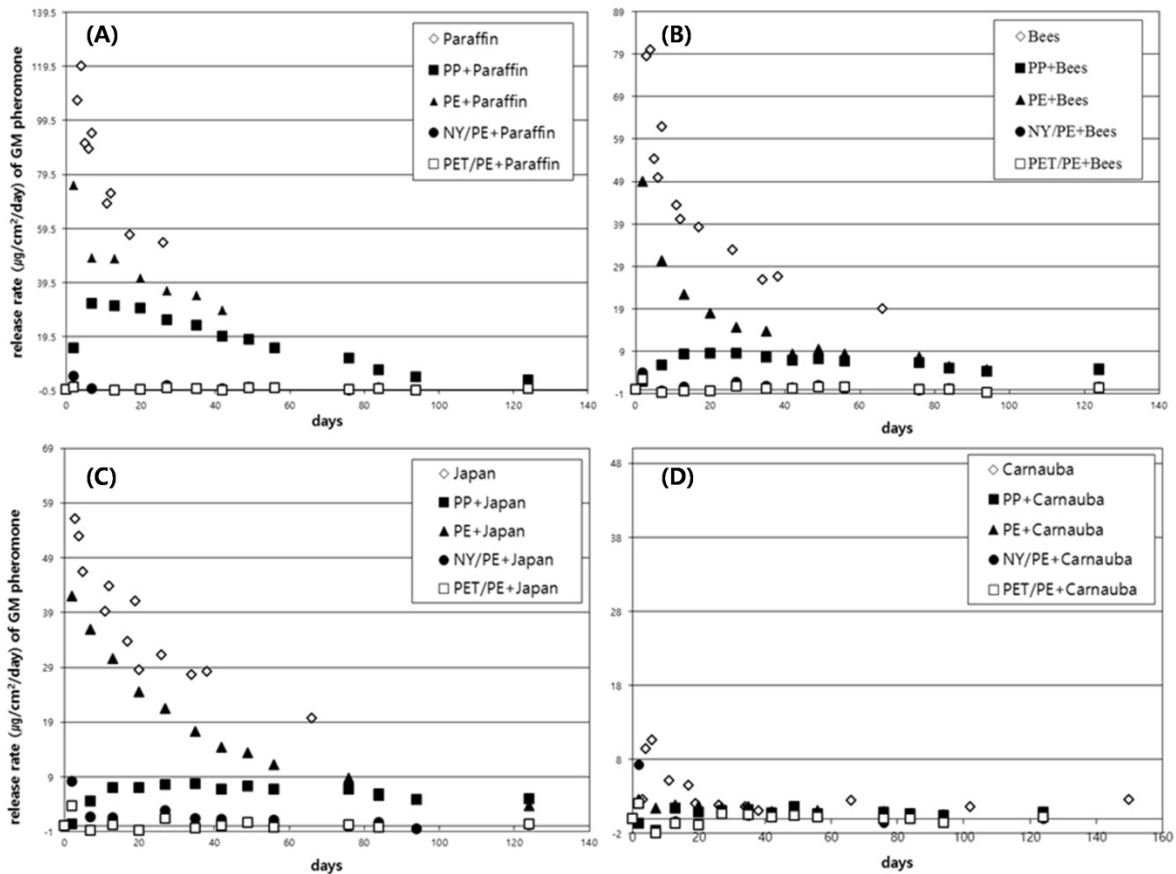 (A)
Paraffin
PP+Paraffin
PE+Paraffin
NY/PE+Paraffin
PET/PE+Paraffin
release rate (μg/cm²/day) of GM pheromone
139.5
119.5
99.5
79.5
59.5
39.5
19.5
-0.5
0 20 40 60 80 100 120 140
days
(B)
Bees
PP+Bees
PE+Bees
NY/PE+Bees
PET/PE+Bees
89
79
69
59
49
39
29
19
9
-1
0 20 40 60 80 100 120 140
days
(C)
Japan
PP+Japan
PE+Japan
NY/PE+Japan
PET/PE+Japan
release rate (μg/cm²/day) of GM pheromone
69
59
49
39
29
19
9
-1
0 20 40 60 80 100 120 140
days
(D)
Carnauba
PP+Carnauba
PE+Carnauba
NY/PE+Carnauba
PET/PE+Carnauba
48
38
28
18
8
-2
0 20 40 60 80 100 120 140 160
days